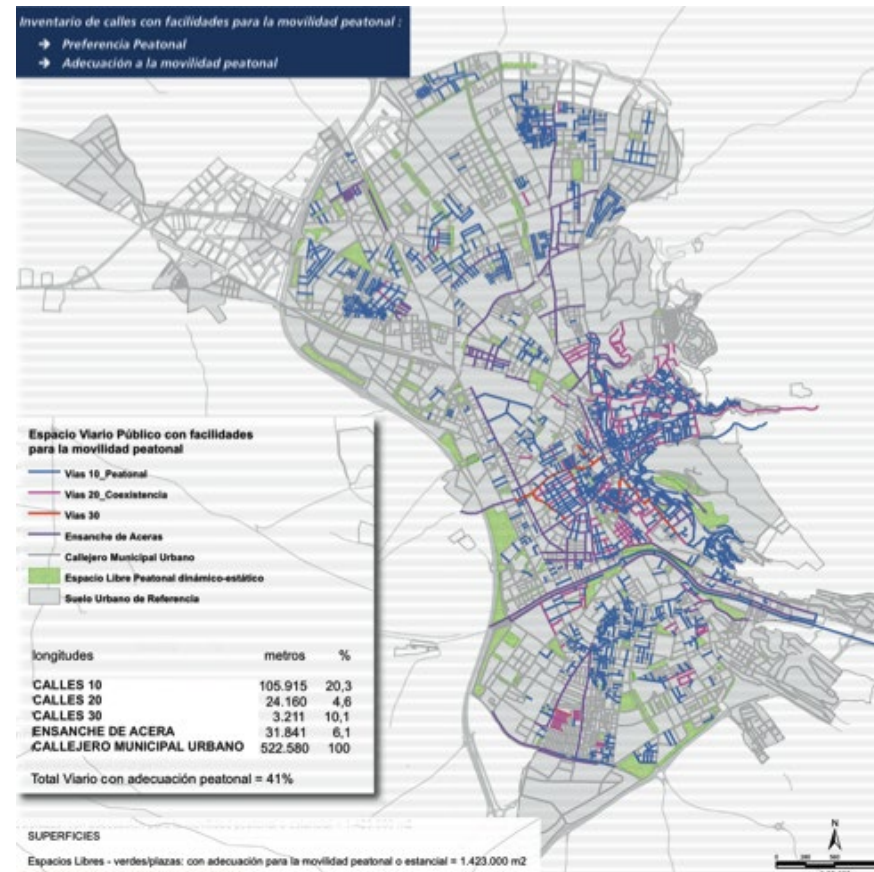 Inventario de calles con facilidades para la movilidad peatonal :
→ Preferencia Peatonal
→ Adecuación a la movilidad peatonal
Espacio Viario Público con facilidades
para la movilidad peatonal
Vías 10_Peatonal
Vías 20_Coexistencia
Vías 30
Ensanche de Aceras
Callejero Municipal Urbano
Espacio Libre Peatonal dinámico-estático
Suelo Urbano de Referencia
longitudes metros %
CALLES 10 105.915 20,3
CALLES 20 24.160 4,6
CALLES 30 3.211 10,1
ENSANCHE DE ACERA 31.841 6,1
CALLEJERO MUNICIPAL URBANO 522.580 100
Total Viario con adecuación peatonal = 41%
SUPERFICIES
Espacios Libres - verdes/plazas: con adecuación para la movilidad peatonal o estancial = 1.423.000 m2
N